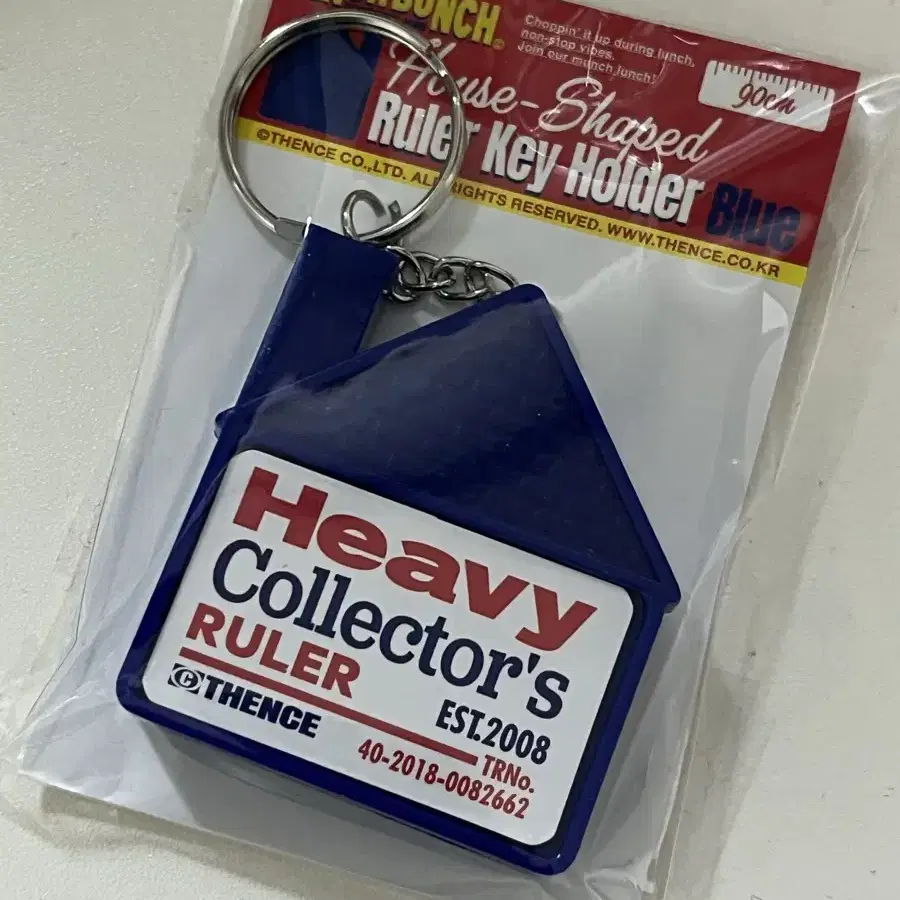 BUNCH©
Choppin' it up during lunch,
non-stop vibes.
Join our munch lunch!
90cm
House-Shaped
Ruler Key Holder Blue
©THENCE CO.,LTD. ALL RIGHTS RESERVED. WWW.THENCE.CO.KR
Heavy
Collector's
RULER
EST.2008
©THENCE
TRNo.
40-2018-0082662